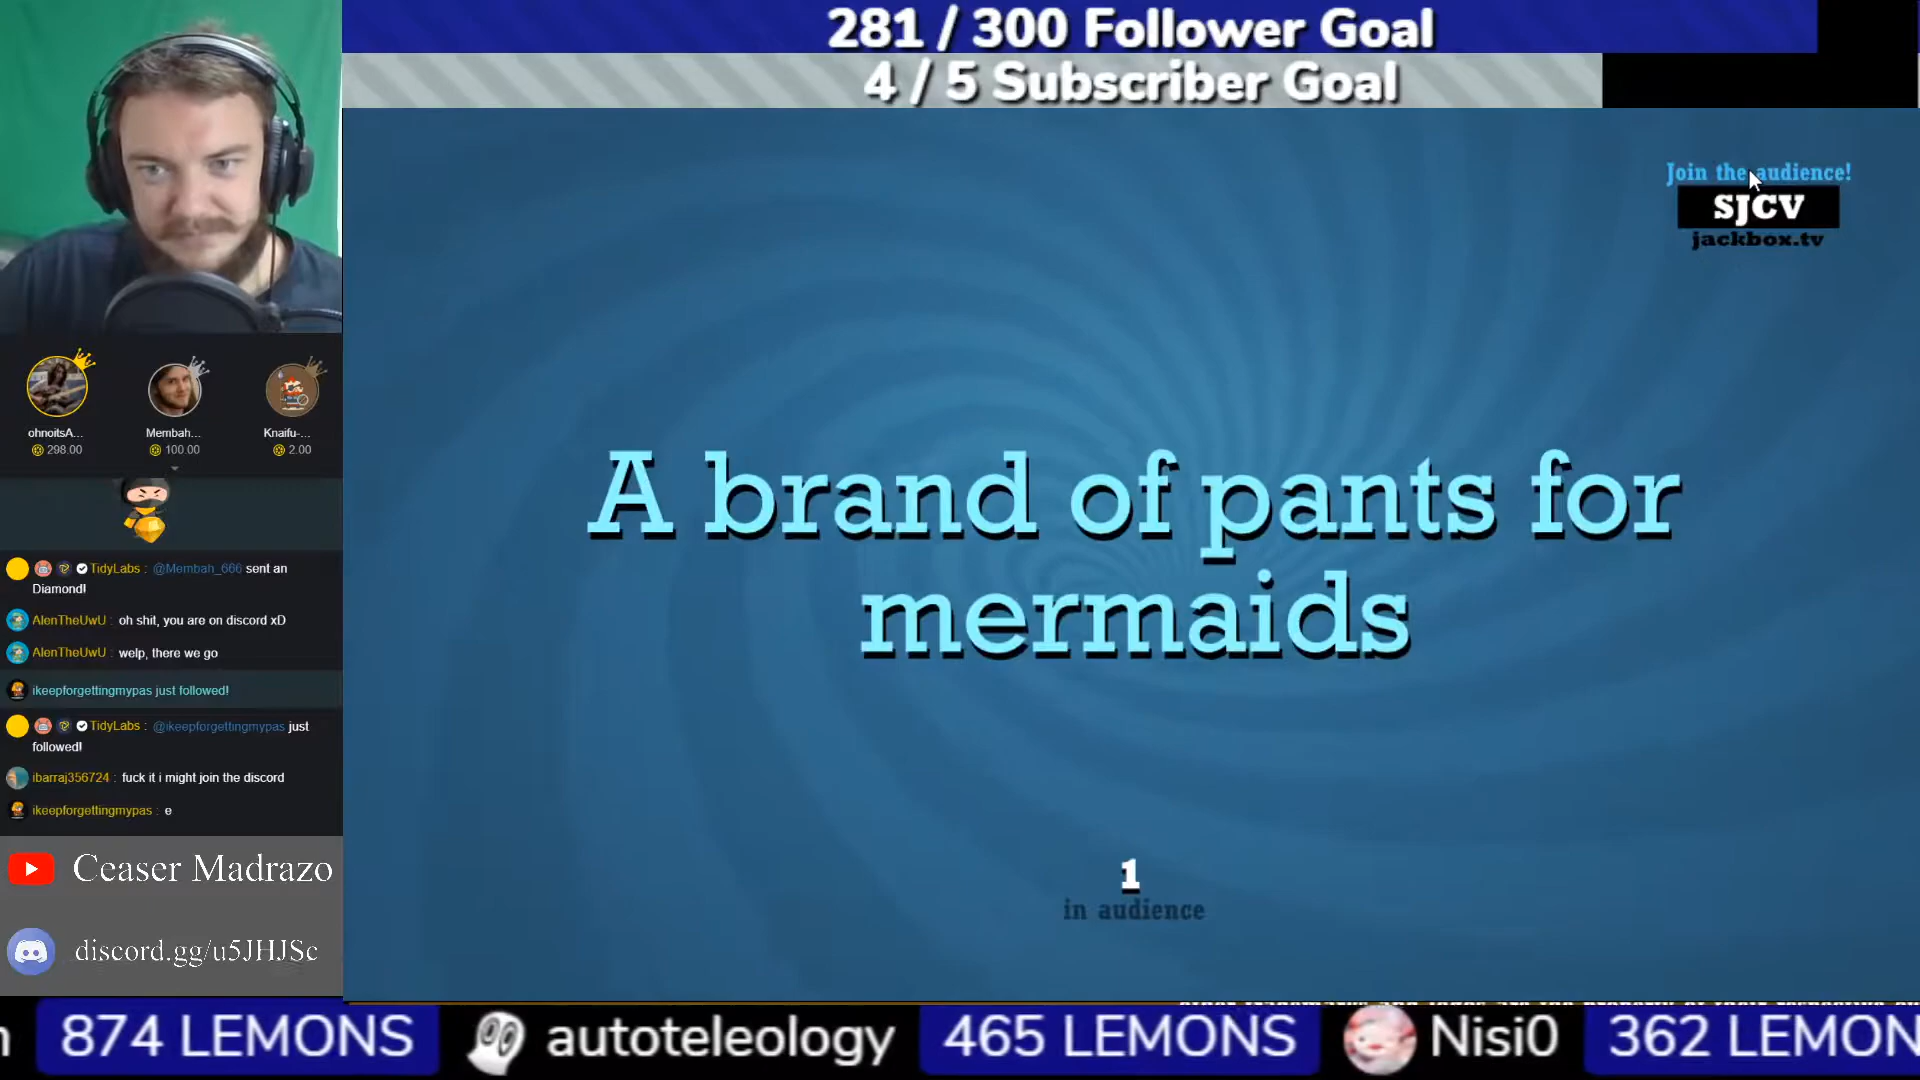 281 / 300 Follower Goal
4 / 5 Subscriber Goal
Join the audience!
SJCV
jackbox.tv
A brand of pants for
mermaids
1
in audience
ohnoitsA...
298.00
Membah...
100.00
Knaifu-...
2.00
TidyLabs : @Membah_666 sent an
Diamond!
AlenTheUwU : oh shit, you are on discord xD
AlenTheUwU : welp, there we go
ikeepforgettingmypas just followed!
TidyLabs : @ikeepforgettingmypas just
followed!
ibarraj356724 : fuck it i might join the discord
ikeepforgettingmypas : e
Ceaser Madrazo
discord.gg/u5JHJSc
874 LEMONS
autoteleology
465 LEMONS
Nisi0
362 LEMON